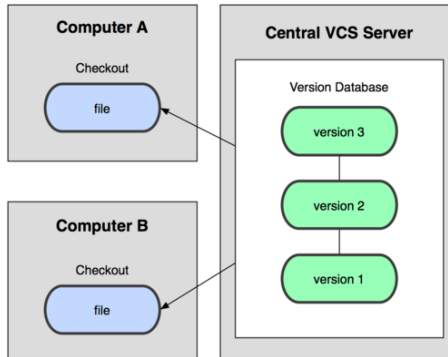 Computer A
Checkout
file
Computer B
Checkout
file
Central VCS Server
Version Database
version 3
version 2
version 1